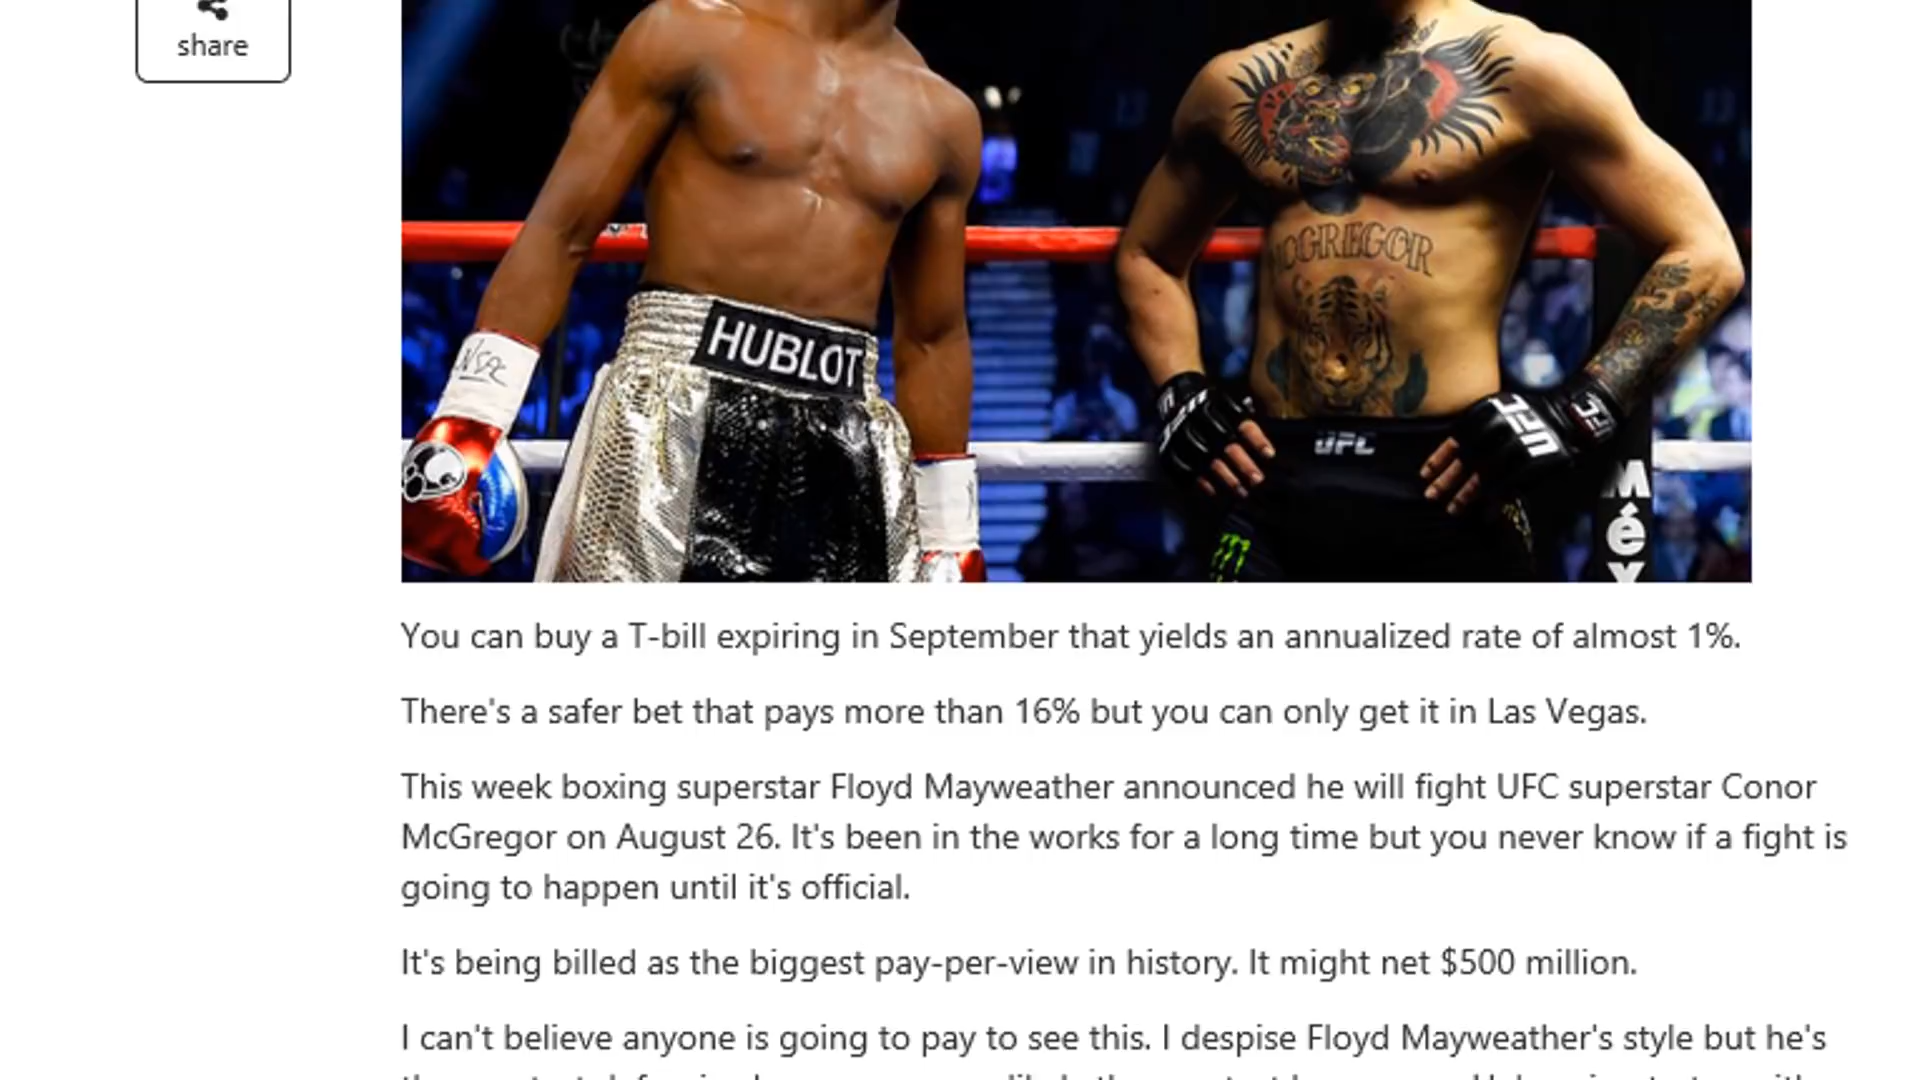 share
NSAC
MCGREGOR
HUBLOT
UFC
UFC
UFC
M
é
x
You can buy a T-bill expiring in September that yields an annualized rate of almost 1%.
There's a safer bet that pays more than 16% but you can only get it in Las Vegas.
This week boxing superstar Floyd Mayweather announced he will fight UFC superstar Conor
McGregor on August 26. It's been in the works for a long time but you never know if a fight is
going to happen until it's official.
It's being billed as the biggest pay-per-view in history. It might net $500 million.
I can't believe anyone is going to pay to see this. I despise Floyd Mayweather's style but he's